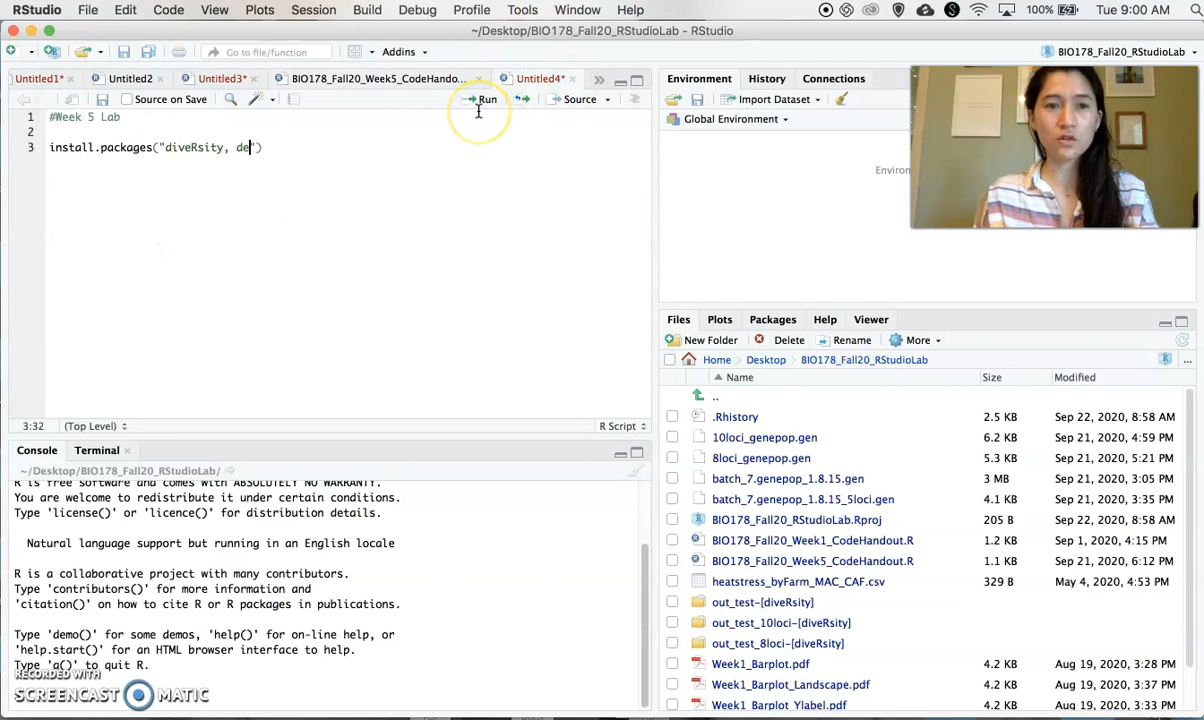 RStudio File Edit Code View Plots Session Build Debug Profile Tools Window Help 100% Tue 9:00 AM
~/Desktop/BIO178_Fall20_RStudioLab - RStudio
Go to file/function Addins BIO178_Fall20_RStudioLab
Untitled1* Untitled2 Untitled3* BIO178_Fall20_Week5_CodeHando... Untitled4*
Source on Save Run Source
1 #Week 5 Lab
2
3 install.packages("diveRsity, de")
3:32 (Top Level) R Script
Console Terminal
~/Desktop/BIO178_Fall20_RStudioLab/
R is free software and comes with ABSOLUTELY NO WARRANTY.
You are welcome to redistribute it under certain conditions.
Type 'license()' or 'licence()' for distribution details.
Natural language support but running in an English locale
R is a collaborative project with many contributors.
Type 'contributors()' for more information and
'citation()' on how to cite R or R packages in publications.
Type 'demo()' for some demos, 'help()' for on-line help, or
'help.start()' for an HTML browser interface to help.
Type 'q()' to quit R.
RECORDED WITH
SCREENCAST MATIC
Environment History Connections
Import Dataset
Global Environment
Environ
Files Plots Packages Help Viewer
New Folder Delete Rename More
Home Desktop BIO178_Fall20_RStudioLab ...
Name Size Modified
..
.Rhistory 2.5 KB Sep 22, 2020, 8:58 AM
10loci_genepop.gen 6.2 KB Sep 21, 2020, 4:59 PM
8loci_genepop.gen 5.3 KB Sep 21, 2020, 5:21 PM
batch_7.genepop_1.8.15.gen 3 MB Sep 21, 2020, 3:05 PM
batch_7.genepop_1.8.15_5loci.gen 4.1 KB Sep 21, 2020, 3:35 PM
BIO178_Fall20_RStudioLab.Rproj 205 B Sep 22, 2020, 8:58 AM
BIO178_Fall20_Week1_CodeHandout.R 1.2 KB Sep 1, 2020, 4:15 PM
BIO178_Fall20_Week5_CodeHandout.R 1.1 KB Sep 21, 2020, 6:12 PM
heatstress_byFarm_MAC_CAF.csv 329 B May 4, 2020, 4:53 PM
out_test-[diveRsity]
out_test_10loci-[diveRsity]
out_test_8loci-[diveRsity]
Week1_Barplot.pdf 4.2 KB Aug 19, 2020, 3:28 PM
Week1_Barplot_Landscape.pdf 4.2 KB Aug 19, 2020, 3:37 PM
Week1_Barplot_Ylabel.pdf 4.2 KB Aug 19, 2020, 3:33 PM